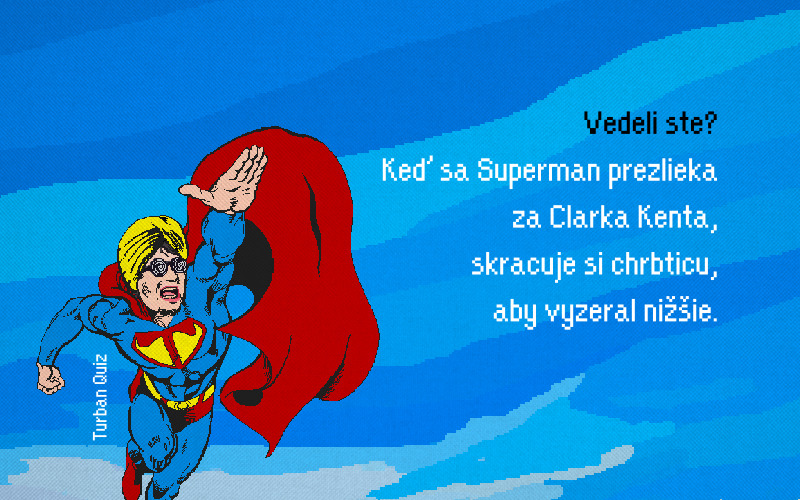 Vedeli ste?
Keď sa Superman prezlieka
za Clarka Kenta,
skracuje si chrbticu,
aby vyzeral nižšie.
Turban Quiz